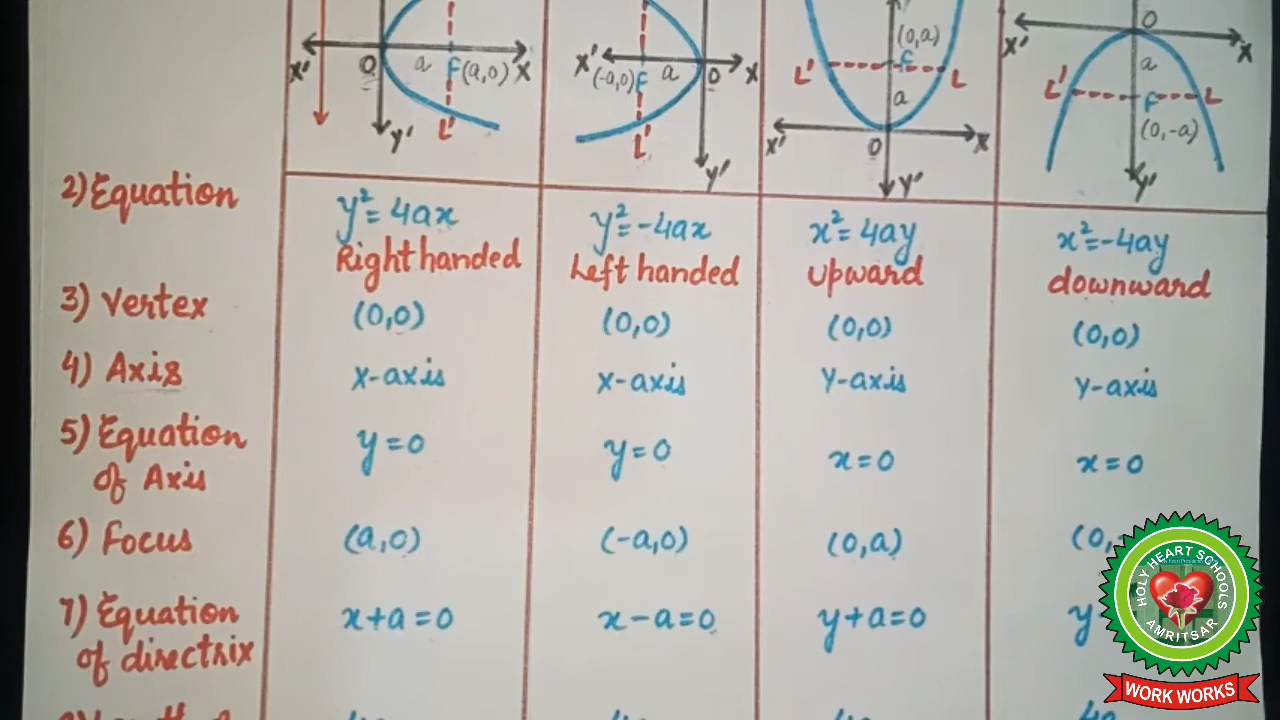 X' O a F (a,0) X
L'
Y'
X' (-a,0) F a O X
L'
Y'
(0,a)
L' F L
a
X' O X
Y'
O
X' X
a
L' F L
(0,-a)
Y'
2) Equation
y²= 4ax
Right handed
y²= -4ax
Left handed
x²= 4ay
upward
x²= -4ay
downward
3) Vertex
(0,0) (0,0) (0,0) (0,0)
4) Axis
X-axis X-axis Y-axis Y-axis
5) Equation
of Axis
y=0 y=0 x=0 x=0
6) Focus
(a,0) (-a,0) (0,a) (0,
7) Equation
of directrix
x+a=0 x-a=0 y+a=0 y
HOLY HEART SCHOOLS
AMRITSAR
WORK WORKS